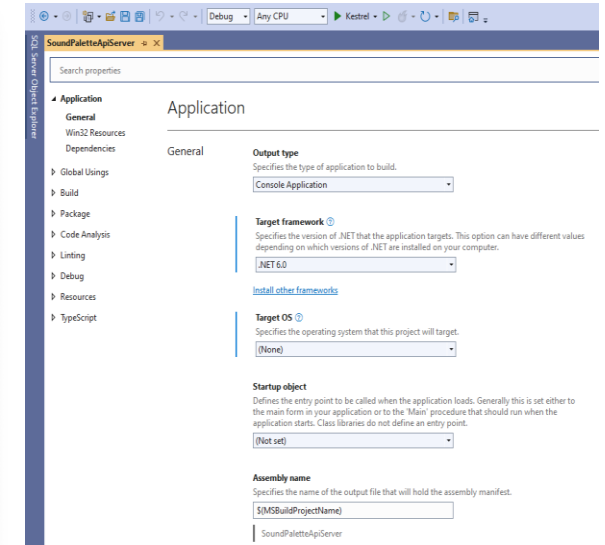 Debug Any CPU Kestrel
SQL Server Object Explorer
SoundPaletteApiServer
Search properties
Application
General
Win32 Resources
Dependencies
Global Usings
Build
Package
Code Analysis
Linting
Debug
Resources
TypeScript
Application
General
Output type
Specifies the type of application to build.
Console Application
Target framework
Specifies the version of .NET that the application targets. This option can have different values
depending on which versions of .NET are installed on your computer.
.NET 6.0
Install other frameworks
Target OS
Specifies the operating system that this project will target.
(None)
Startup object
Defines the entry point to be called when the application loads. Generally this is set either to
the main form in your application or to the 'Main' procedure that should run when the
application starts. Class libraries do not define an entry point.
(Not set)
Assembly name
Specifies the name of the output file that will hold the assembly manifest.
$(MSBuildProjectName)
SoundPaletteApiServer